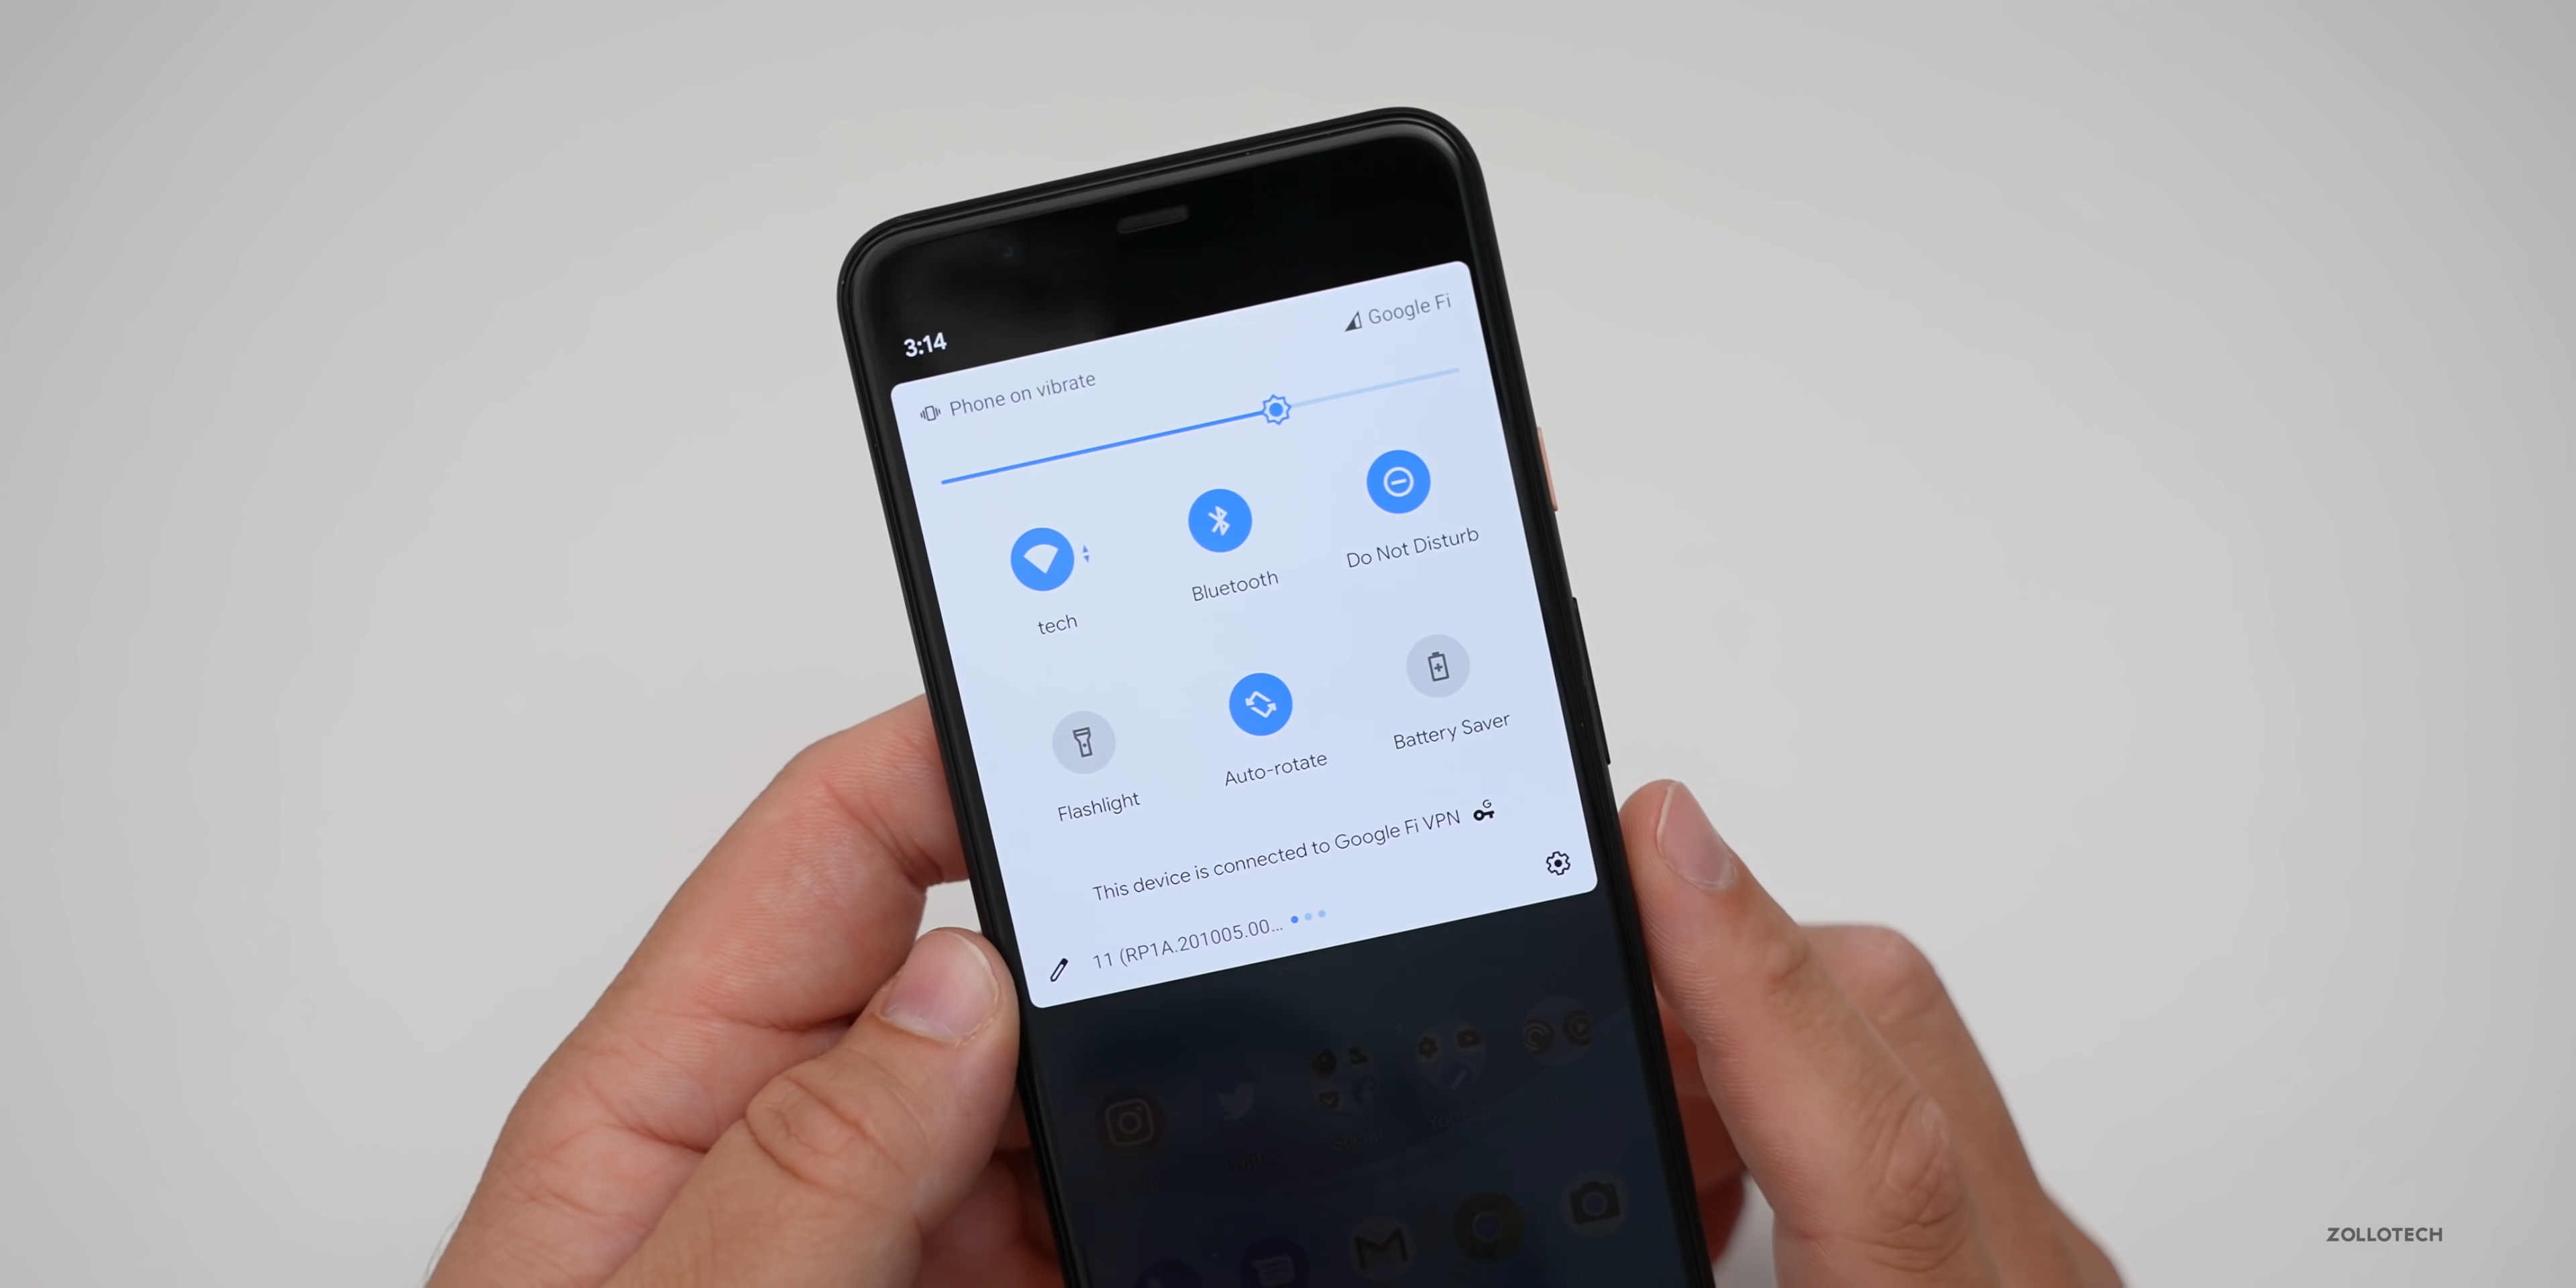 3:14
Google Fi
Phone on vibrate
tech
Bluetooth
Do Not Disturb
Flashlight
Auto-rotate
Battery Saver
This device is connected to Google Fi VPN
G
11 (RP1A.201005.00...
ZOLLOTECH